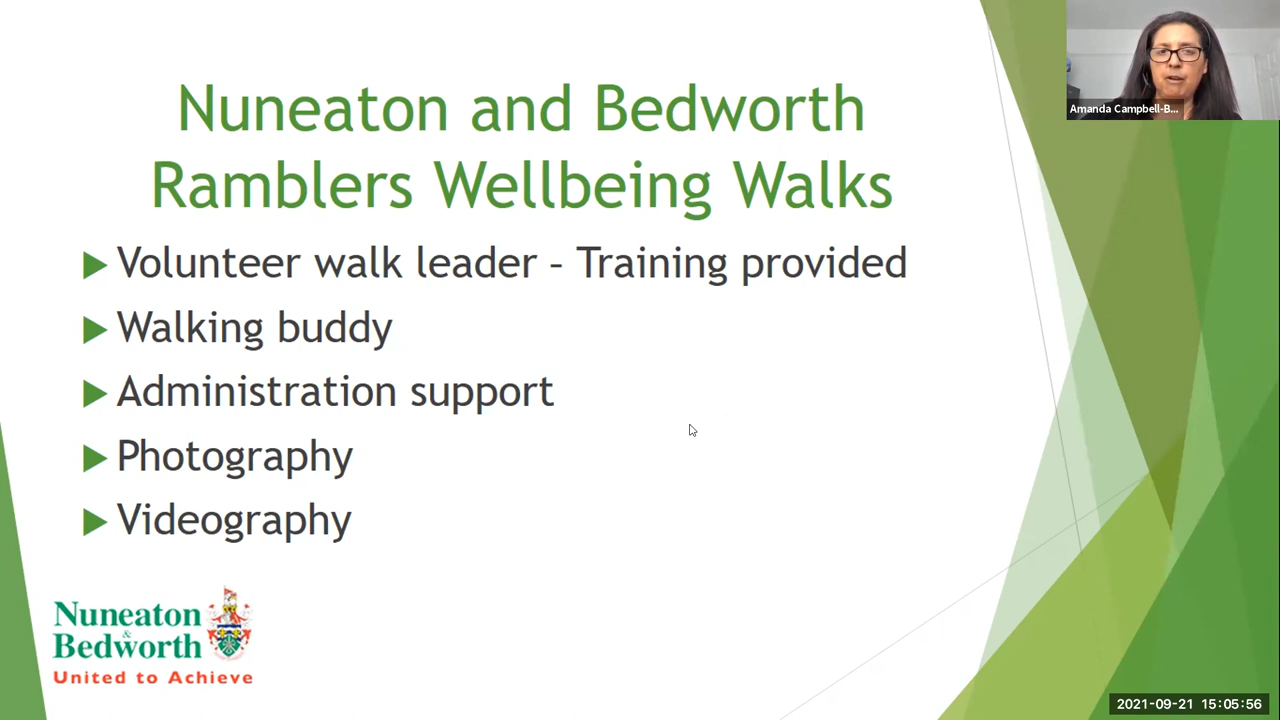 Nuneaton and Bedworth
Ramblers Wellbeing Walks
Volunteer walk leader – Training provided
Walking buddy
Administration support
Photography
Videography
Amanda Campbell-B...
Nuneaton
&
Bedworth
United to Achieve
2021-09-21 15:05:56